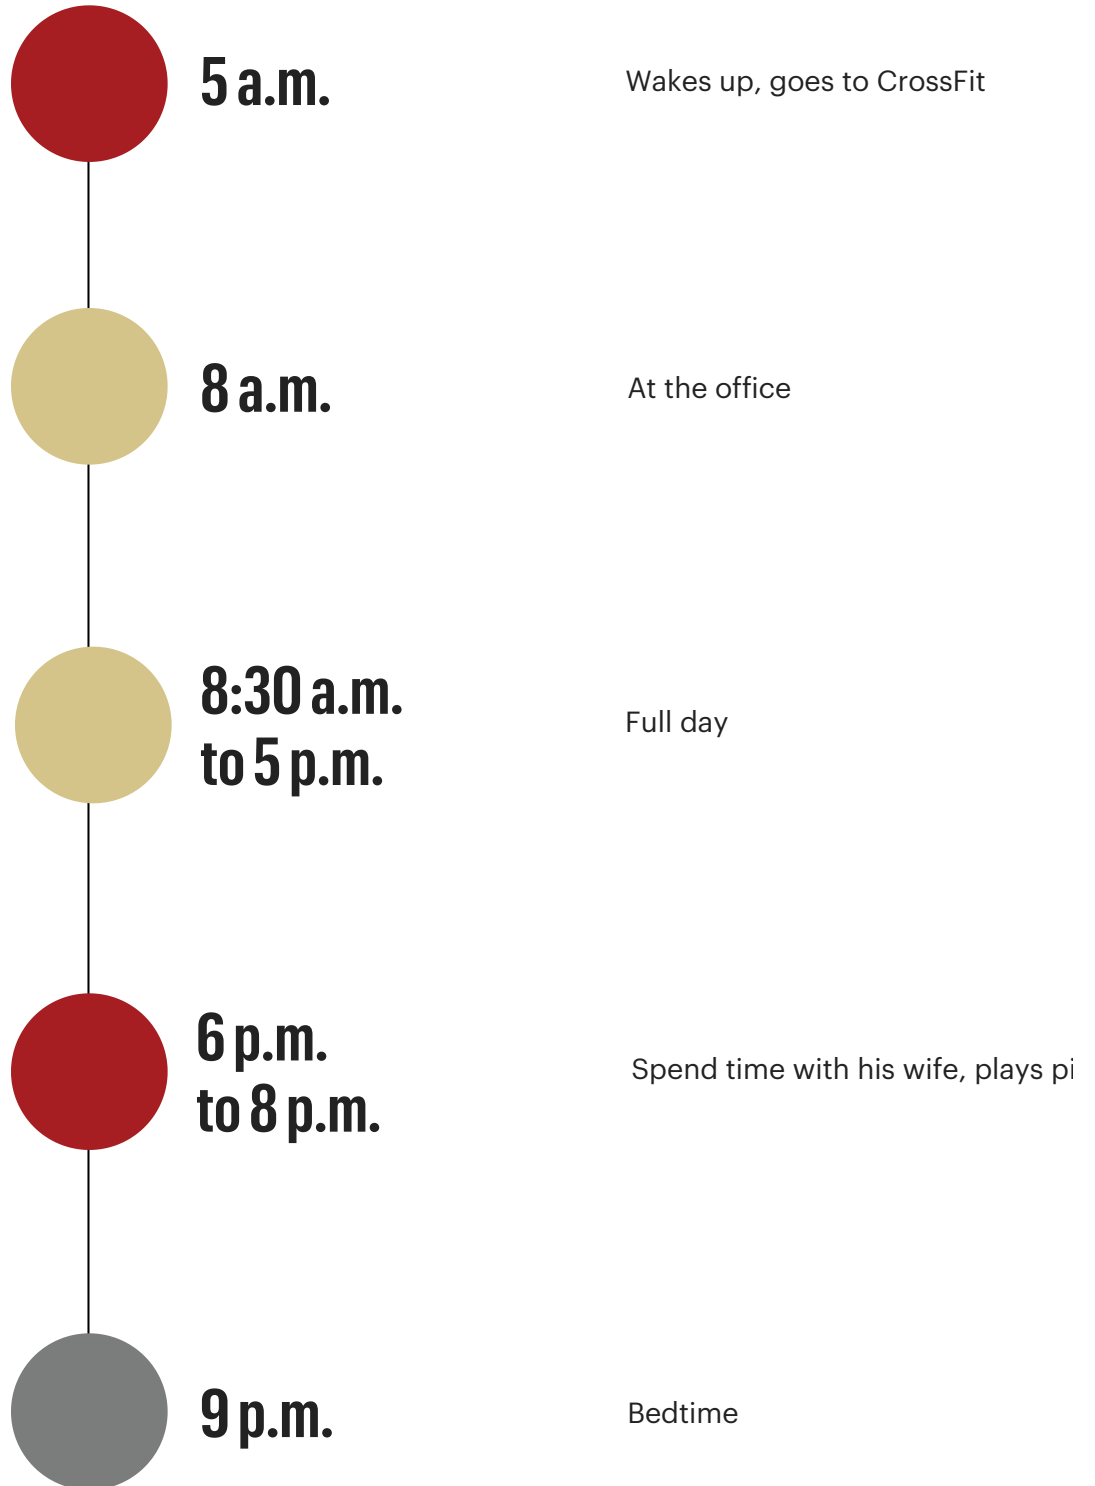 5 a.m.
Wakes up, goes to CrossFit
8 a.m.
At the office
8:30 a.m.
to 5 p.m.
Full day
6 p.m.
to 8 p.m.
Spend time with his wife, plays
9 p.m.
Bedtime